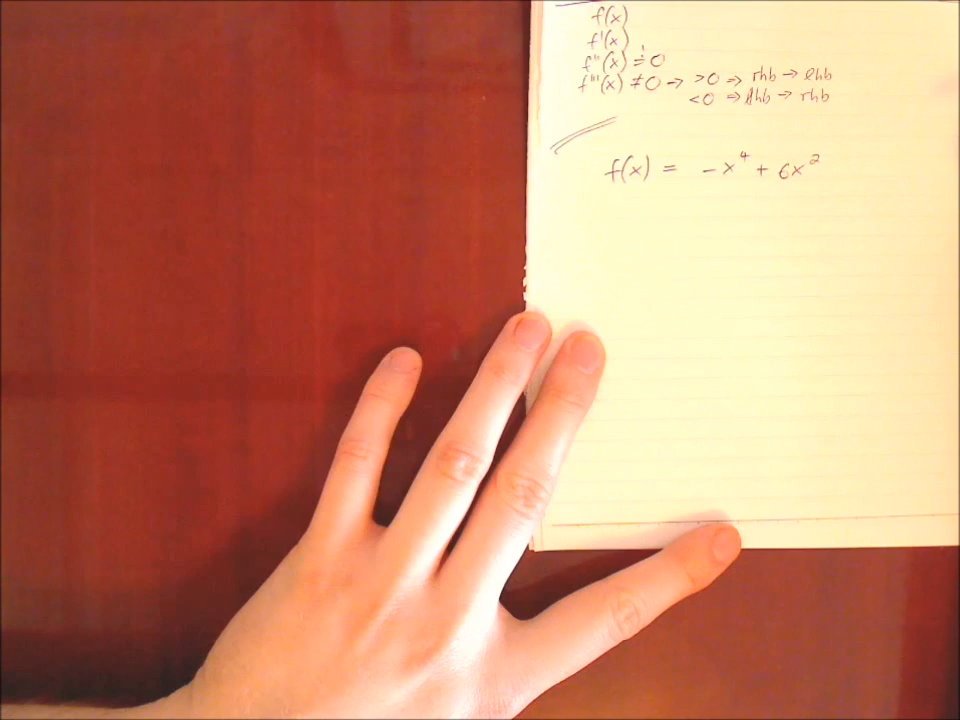 f(x)
f'(x)
f''(x) != 0
f'''(x) ≠ 0 → >0 ⇒ rhb → lhb
<0 ⇒ lhb → rhb
f(x) = -x⁴ + 6x²